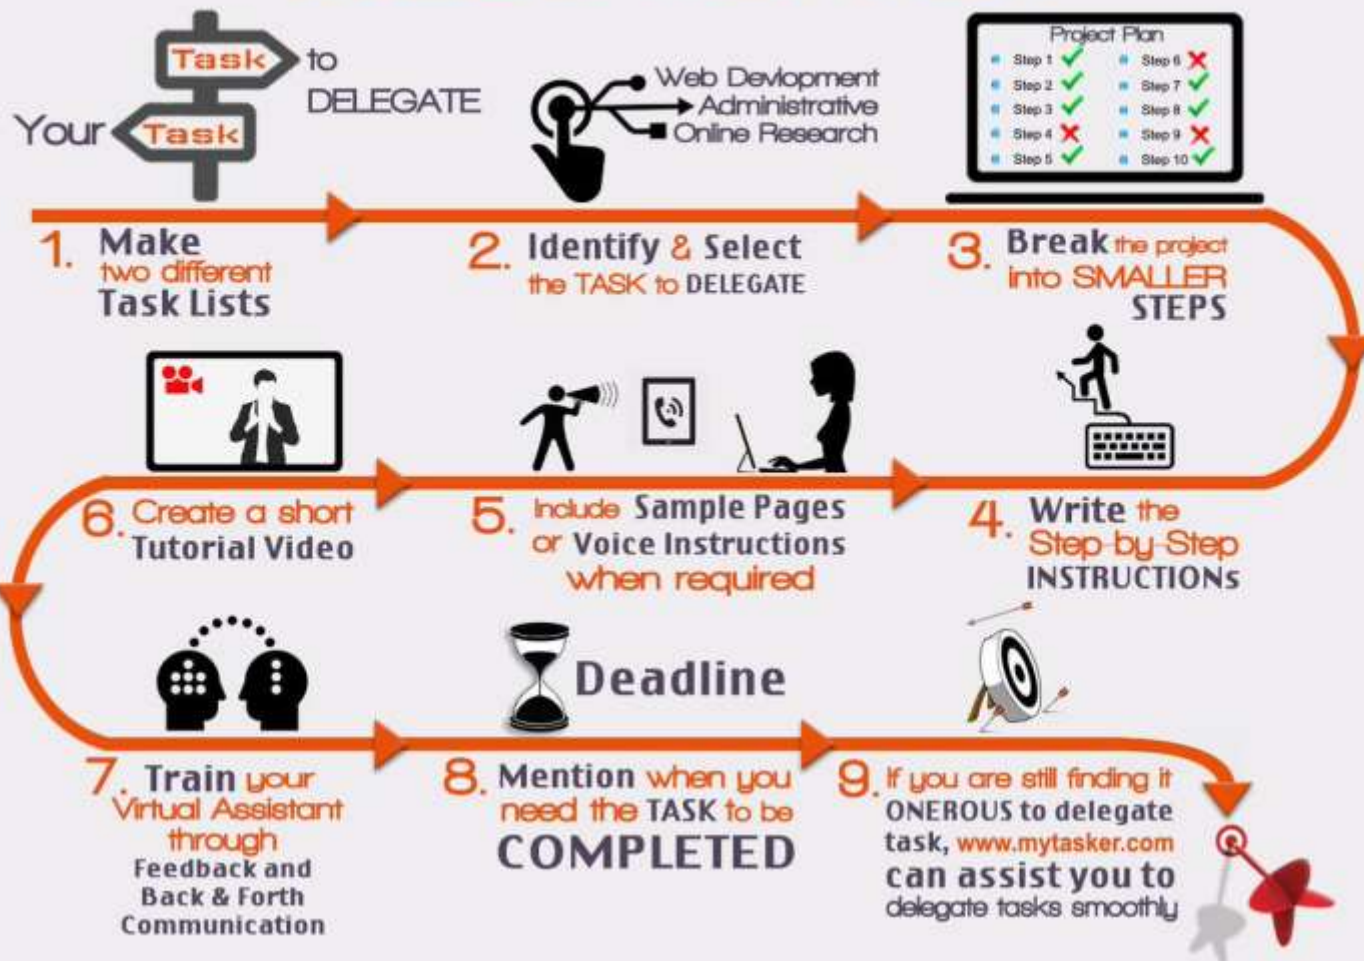 Task to
DELEGATE
Your Task
Web Devlopment
Administrative
Online Research
Project Plan
Step 1
Step 2
Step 3
Step 4
Step 5
Step 6
Step 7
Step 8
Step 9
Step 10
1. Make
two different
Task Lists
2. Identify & Select
the TASK to DELEGATE
3. Break the project
into SMALLER
STEPS
4. Write the
Step by Step
INSTRUCTIONs
5. Include Sample Pages
or Voice Instructions
when required
6. Create a short
Tutorial Video
7. Train your
Virtual Assistant
through
Feedback and
Back & Forth
Communication
Deadline
8. Mention when you
need the TASK to be
COMPLETED
9. If you are still finding it
ONEROUS to delegate
task, www.mytasker.com
can assist you to
delegate tasks smoothly